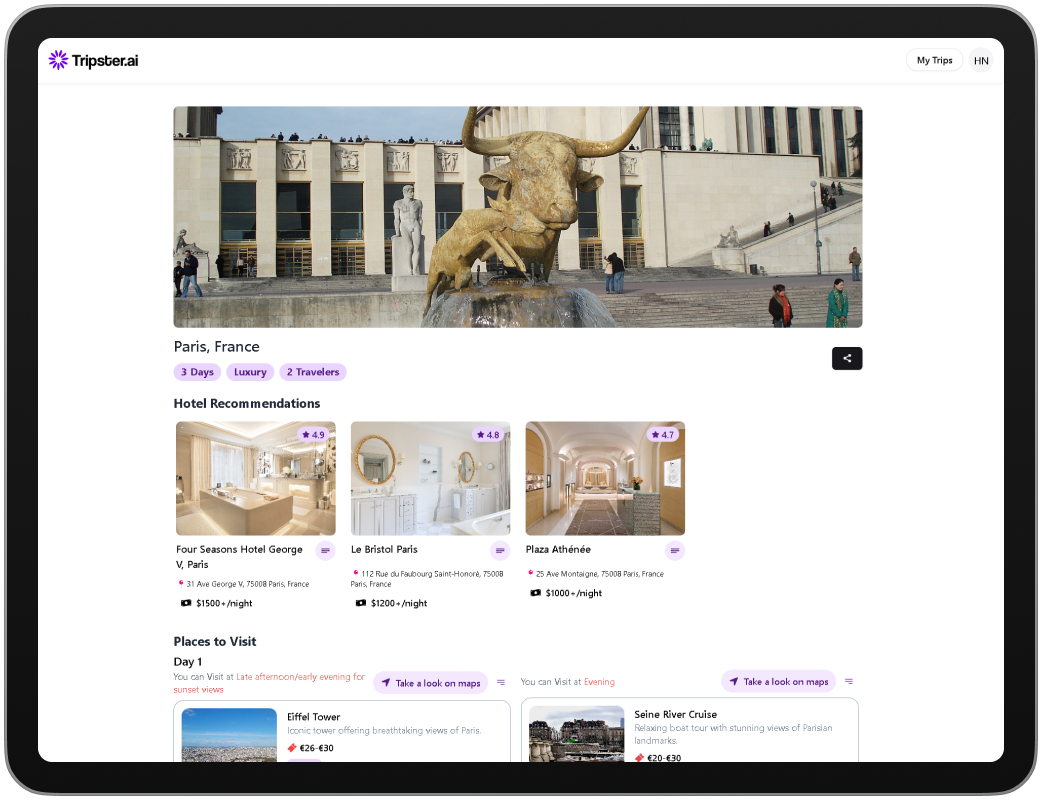 Tripster.ai
My Trips
HN
Paris, France
3 Days
Luxury
2 Travelers
Hotel Recommendations
4.9
4.8
4.7
Four Seasons Hotel George
V, Paris
31 Ave George V, 75008 Paris, France
$1500+/night
Le Bristol Paris
112 Rue du Faubourg Saint-Honoré, 75008
Paris, France
$1200+/night
Plaza Athénée
25 Ave Montaigne, 75008 Paris, France
$1000+/night
Places to Visit
Day 1
You can Visit at Late afternoon/early evening for
sunset views
Take a look on maps
Eiffel Tower
Iconic tower offering breathtaking views of Paris.
€26-€30
You can Visit at Evening
Take a look on maps
Seine River Cruise
Relaxing boat tour with stunning views of Parisian
landmarks.
€20-€30